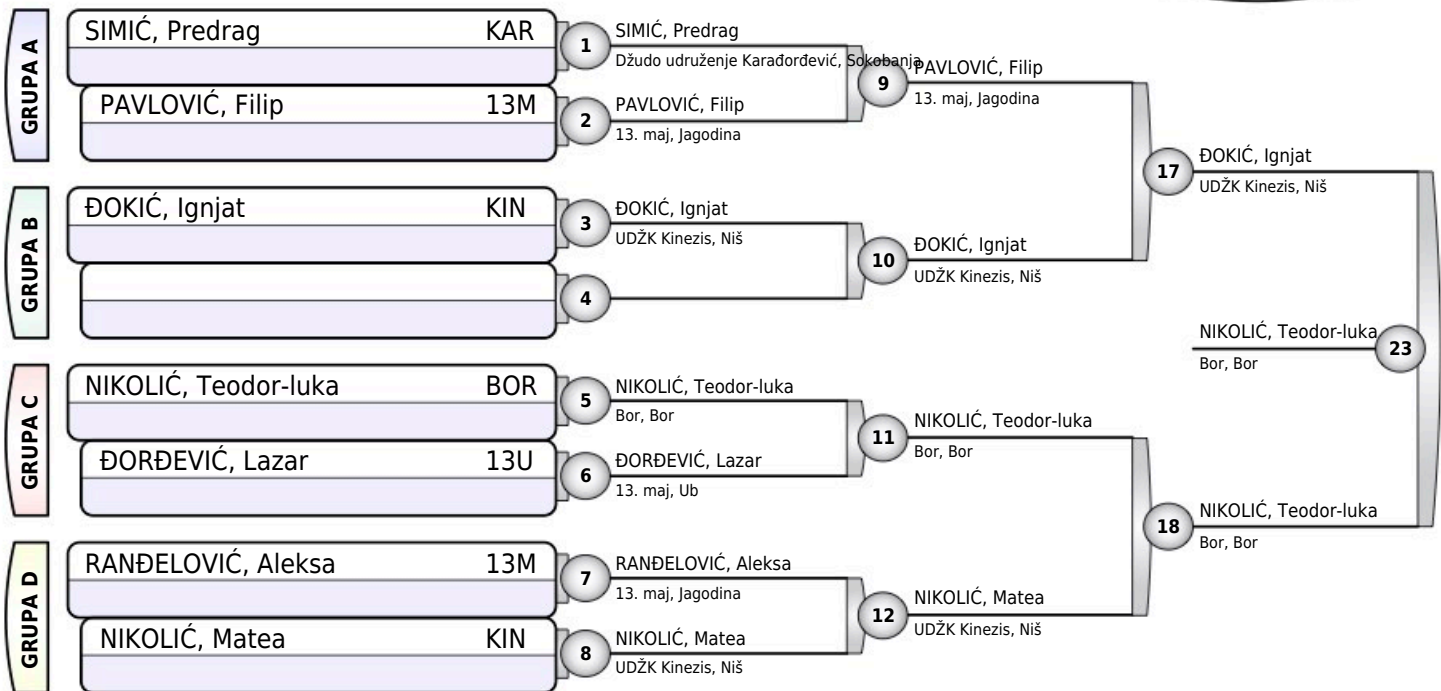 GRUPA A
SIMIĆ, Predrag KAR
PAVLOVIĆ, Filip 13M
1
SIMIĆ, Predrag
Džudo udruženje Karađorđević, Sokobanja
2
PAVLOVIĆ, Filip
13. maj, Jagodina
9
PAVLOVIĆ, Filip
13. maj, Jagodina
GRUPA B
ĐOKIĆ, Ignjat KIN
3
ĐOKIĆ, Ignjat
UDŽK Kinezis, Niš
4
10
ĐOKIĆ, Ignjat
UDŽK Kinezis, Niš
17
ĐOKIĆ, Ignjat
UDŽK Kinezis, Niš
GRUPA C
NIKOLIĆ, Teodor-luka BOR
ĐORĐEVIĆ, Lazar 13U
5
NIKOLIĆ, Teodor-luka
Bor, Bor
6
ĐORĐEVIĆ, Lazar
13. maj, Ub
11
NIKOLIĆ, Teodor-luka
Bor, Bor
GRUPA D
RANĐELOVIĆ, Aleksa 13M
NIKOLIĆ, Matea KIN
7
RANĐELOVIĆ, Aleksa
13. maj, Jagodina
8
NIKOLIĆ, Matea
UDŽK Kinezis, Niš
12
NIKOLIĆ, Matea
UDŽK Kinezis, Niš
18
NIKOLIĆ, Teodor-luka
Bor, Bor
NIKOLIĆ, Teodor-luka
Bor, Bor
23